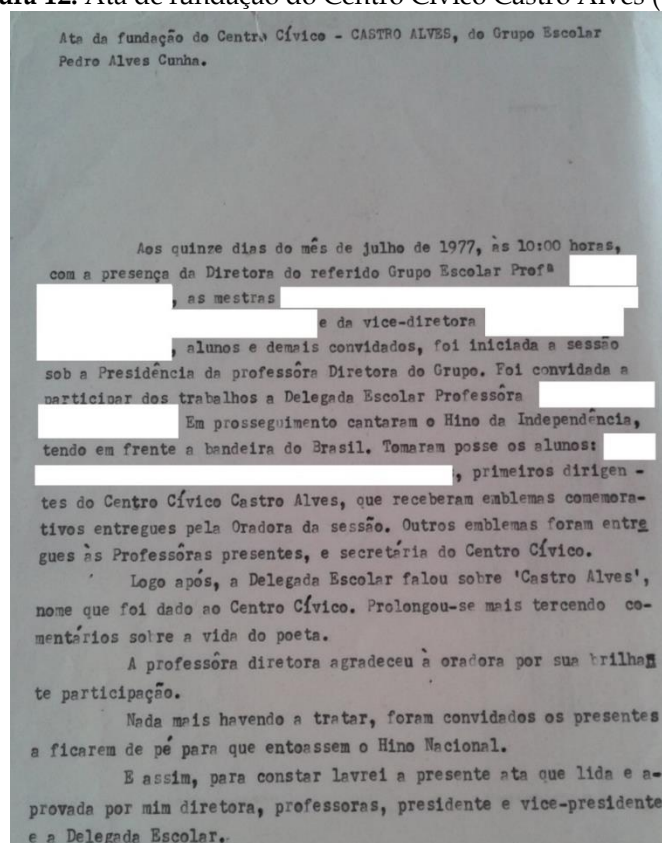 ura 12. Ata de fundação do Centro Cívico Castro Alves (
Ata da fundação do Centro Cívico - CASTRO ALVES, do Grupo Escolar
Pedro Alves Cunha.
Aos quinze dias do mês de julho de 1977, às 10:00 horas,
com a presença da Diretora do referido Grupo Escolar Profª
, as mestras
e da vice-diretora
, alunos e demais convidados, foi iniciada a sessão
sob a Presidência da professôra Diretora do Grupo. Foi convidada a
participar dos trabalhos a Delegada Escolar Professôra
Em prosseguimento cantaram o Hino da Independência,
tendo em frente a bandeira do Brasil. Tomaram posse os alunos:
, primeiros dirigen -
tes do Centro Cívico Castro Alves, que receberam emblemas comemora-
tivos entregues pela Oradora da sessão. Outros emblemas foram entre
gues às Professôras presentes, e secretária do Centro Cívico.
Logo após, a Delegada Escolar falou sobre 'Castro Alves',
nome que foi dado ao Centro Cívico. Prolongou-se mais tercendo co-
mentários sobre a vida do poeta.
A professôra diretora agradeceu à oradora por sua brilhan
te participação.
Nada mais havendo a tratar, foram convidados os presentes
a ficarem de pé para que entoassem o Hino Nacional.
E assim, para constar lavrei a presente ata que lida e a-
provada por mim diretora, professoras, presidente e vice-presidente
e a Delegada Escolar.